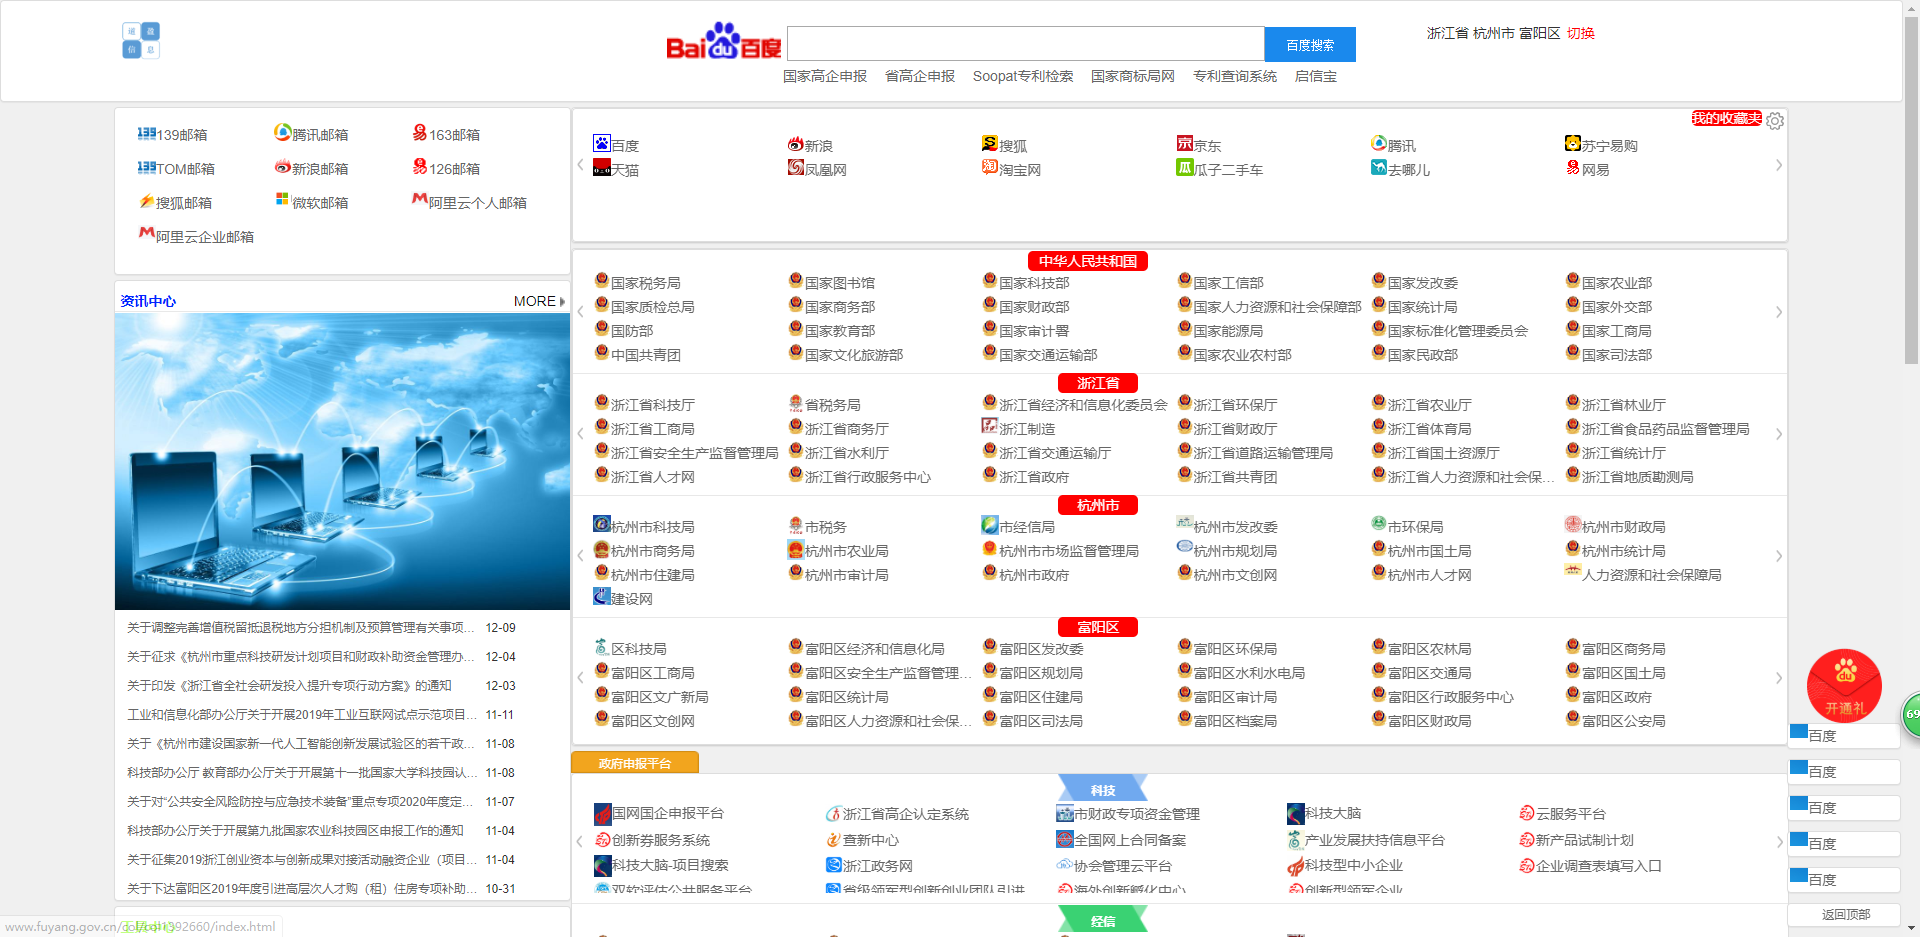 道 微
信 息
Bai du 百度
百度搜索
浙江省 杭州市 富阳区 切换
国家高企申报 省高企申报 Soopat专利检索 国家商标局网 专利查询系统 启信宝
139邮箱 腾讯邮箱 163邮箱
TOM邮箱 新浪邮箱 126邮箱
搜狐邮箱 微软邮箱 阿里云个人邮箱
阿里云企业邮箱
我的收藏夹
百度 新浪 搜狐 京东 腾讯 苏宁易购
天猫 凤凰网 淘宝网 瓜子二手车 去哪儿 网易
资讯中心 MORE
关于调整完善增值税留抵退税地方分担机制及预算管理有关事项... 12-09
关于征求《杭州市重点科技研发计划项目和财政补助资金管理办... 12-04
关于印发《浙江省全社会研发投入提升专项行动方案》的通知 12-03
工业和信息化部办公厅关于开展2019年工业互联网试点示范项目... 11-11
关于《杭州市建设国家新一代人工智能创新发展试验区的若干政... 11-08
科技部办公厅 教育部办公厅关于开展第十一批国家大学科技园认... 11-08
关于对“公共安全风险防控与应急技术装备”重点专项2020年度定... 11-07
科技部办公厅关于开展第九批国家农业科技园区申报工作的通知 11-04
关于征集2019浙江创业资本与创新成果对接活动融资企业（项目... 11-04
关于下达富阳区2019年度引进高层次人才购（租）住房专项补助... 10-31
中华人民共和国
国家税务局 国家图书馆 国家科技部 国家工信部 国家发改委 国家农业部
国家质检总局 国家商务部 国家财政部 国家人力资源和社会保障部 国家统计局 国家外交部
国防部 国家教育部 国家审计署 国家能源局 国家标准化管理委员会 国家工商局
中国共青团 国家文化旅游部 国家交通运输部 国家农业农村部 国家民政部 国家司法部
浙江省
浙江省科技厅 省税务局 浙江省经济和信息化委员会 浙江省环保厅 浙江省农业厅 浙江省林业厅
浙江省工商局 浙江省商务厅 浙江制造 浙江省财政厅 浙江省体育局 浙江省食品药品监督管理局
浙江省安全生产监督管理局 浙江省水利厅 浙江省交通运输厅 浙江省道路运输管理局 浙江省国土资源厅 浙江省统计厅
浙江省人才网 浙江省行政服务中心 浙江省政府 浙江省共青团 浙江省人力资源和社会保... 浙江省地质勘测局
杭州市
杭州市科技局 市税务 市经信局 杭州市发改委 市环保局 杭州市财政局
杭州市商务局 杭州市农业局 杭州市市场监督管理局 杭州市规划局 杭州市国土局 杭州市统计局
杭州市住建局 杭州市审计局 杭州市政府 杭州市文创网 杭州市人才网 人力资源和社会保障局
建设网
富阳区
区科技局 富阳区经济和信息化局 富阳区发改委 富阳区环保局 富阳区农林局 富阳区商务局
富阳区工商局 富阳区安全生产监督管理... 富阳区规划局 富阳区水利水电局 富阳区交通局 富阳区国土局
富阳区文广新局 富阳区统计局 富阳区住建局 富阳区审计局 富阳区行政服务中心 富阳区政府
富阳区文创网 富阳区人力资源和社会保... 富阳区司法局 富阳区档案局 富阳区财政局 富阳区公安局
政府申报平台
科技
国网国企申报平台 浙江省高企认定系统 市财政专项资金管理 科技大脑 云服务平台
创新券服务系统 查新中心 全国网上合同备案 产业发展扶持信息平台 新产品试制计划
科技大脑-项目搜索 浙江政务网 协会管理云平台 科技型中小企业 企业调查表填写入口
双软评估公共服务平台 省级领军型创新创业团队引进 海外创新孵化中心 创新型领军企业
经信
du
开通礼
69
百度
百度
百度
百度
百度
返回顶部
www.fuyang.gov.cn/col/col1392660/index.html